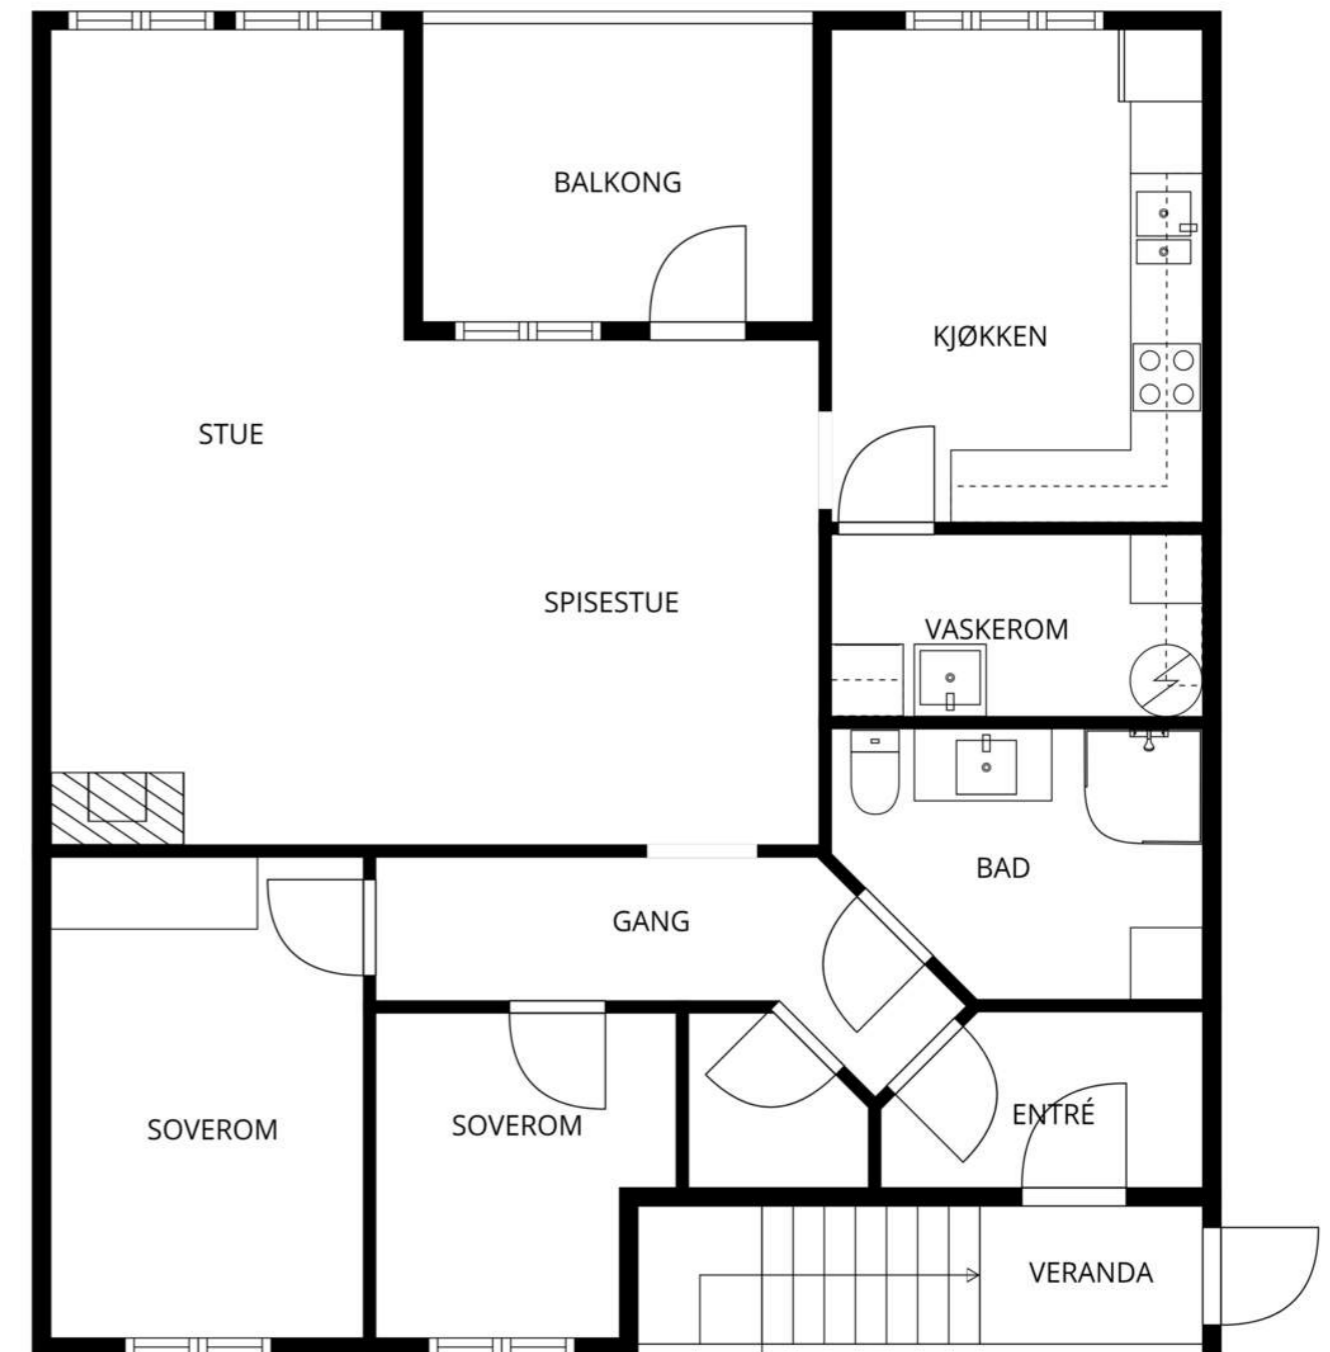 BALKONG
KJØKKEN
STUE
SPISESTUE
VASKEROM
BAD
GANG
SOVEROM
SOVEROM
ENTRÉ
VERANDA